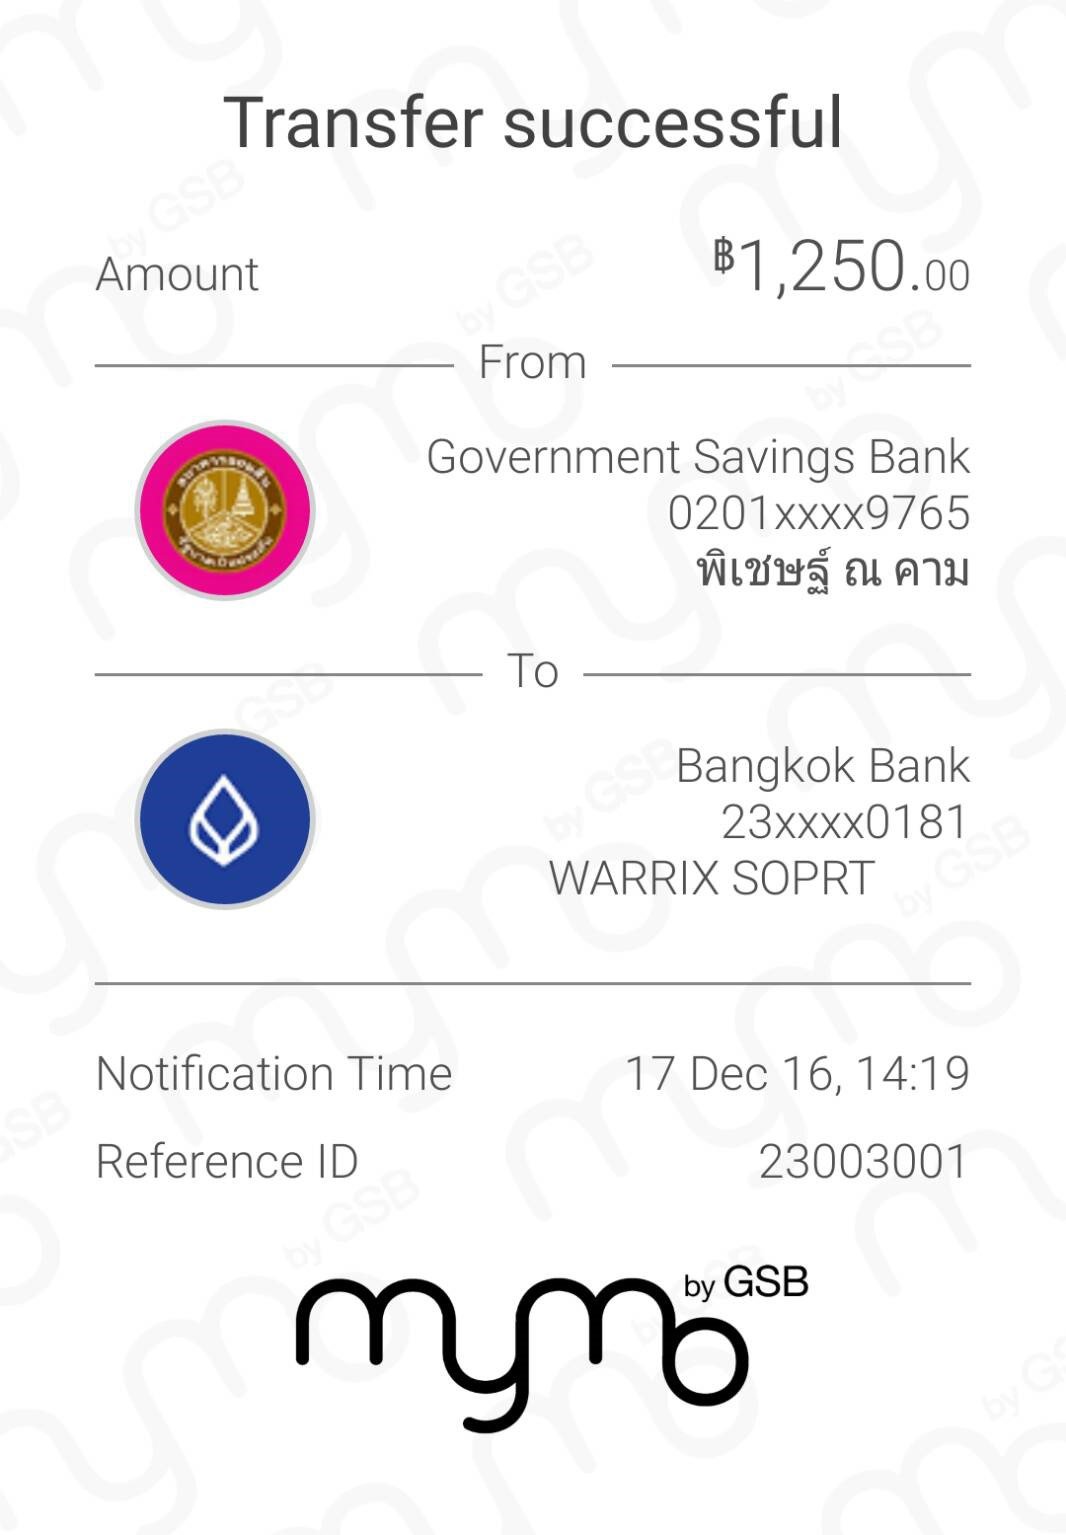 Transfer successful
Amount ฿1,250.00
From
Government Savings Bank
0201xxxx9765
พิเชษฐ์ ณ คาม
To
Bangkok Bank
23xxxx0181
WARRIX SOPRT
Notification Time 17 Dec 16, 14:19
Reference ID 23003001
mymo by GSB